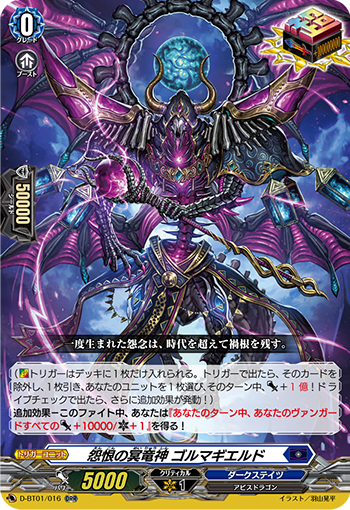 0
グレード
ブースト
50000
シールド
一度生まれた怨念は、時代を超えて禍根を残す。
(トリガーはデッキに1枚だけ入れられる。トリガーで出たら、そのカードを
除外し、1枚引き、あなたのユニットを1枚選び、そのターン中、+1億!ドラ
イブチェックで出たら、さらに追加効果が発動!)
追加効果ーこのファイト中、あなたは『あなたのターン中、あなたのヴァンガー
ドすべての+10000/+1』を得る!
トリガーユニット
怨恨の冥竜神 ゴルマギエルド
D-BT01/016
パワー
5000
クリティカル
1
ダークステイツ
アビスドラゴン
イラスト/羽山晃平